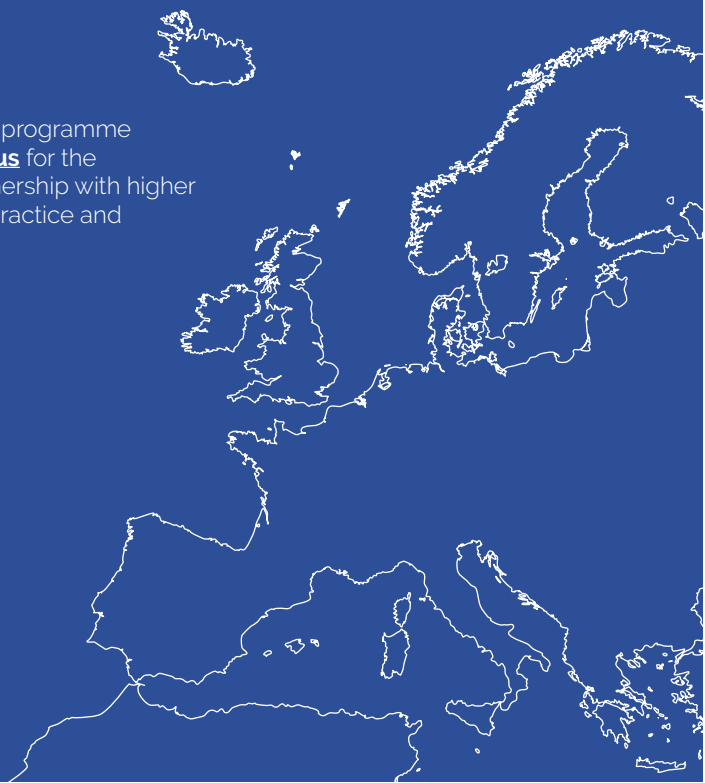 programme
us for the
ership with higher
ractice and